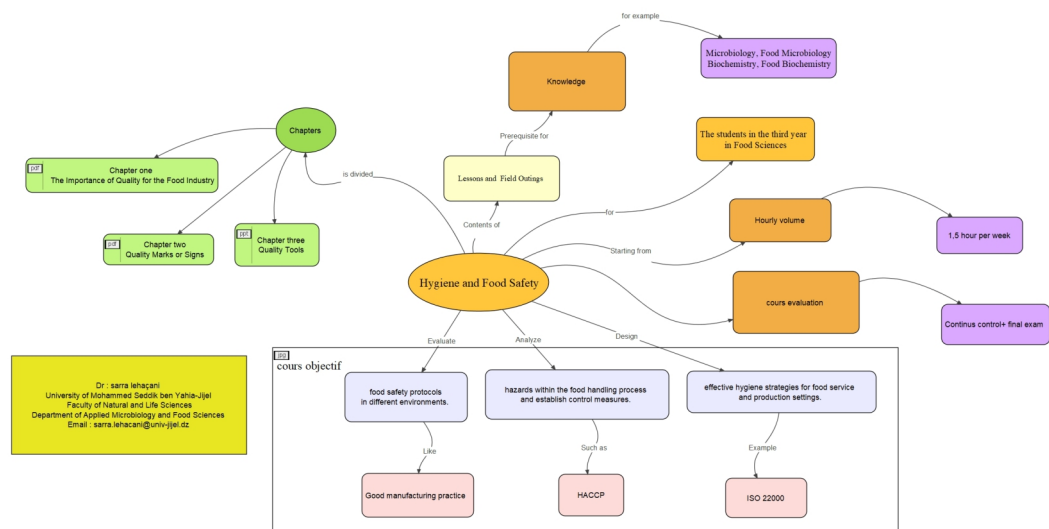 for example
Microbiology, Food Microbiology
Biochemistry, Food Biochemistry
Knowledge
Prerequisite for
Lessons and Field Outings
Contents of
Chapters
is divided
pdf
Chapter one
The Importance of Quality for the Food Industry
pdf
Chapter two
Quality Marks or Signs
ppt
Chapter three
Quality Tools
The students in the third year
in Food Sciences
for
Hourly volume
Starting from
1,5 hour per week
Hygiene and Food Safety
cours evaluation
Continus control+ final exam
Evaluate
Analyze
Design
jpg
cours objectif
food safety protocols
in different environments.
hazards within the food handling process
and establish control measures.
effective hygiene strategies for food service
and production settings.
Like
Such as
Example
Good manufacturing practice
HACCP
ISO 22000
Dr : sarra lehaçani
University of Mohammed Seddik ben Yahia-Jijel
Faculty of Natural and Life Sciences
Department of Applied Microbiology and Food Sciences
Email : sarra.lehacani@univ-jijel.dz